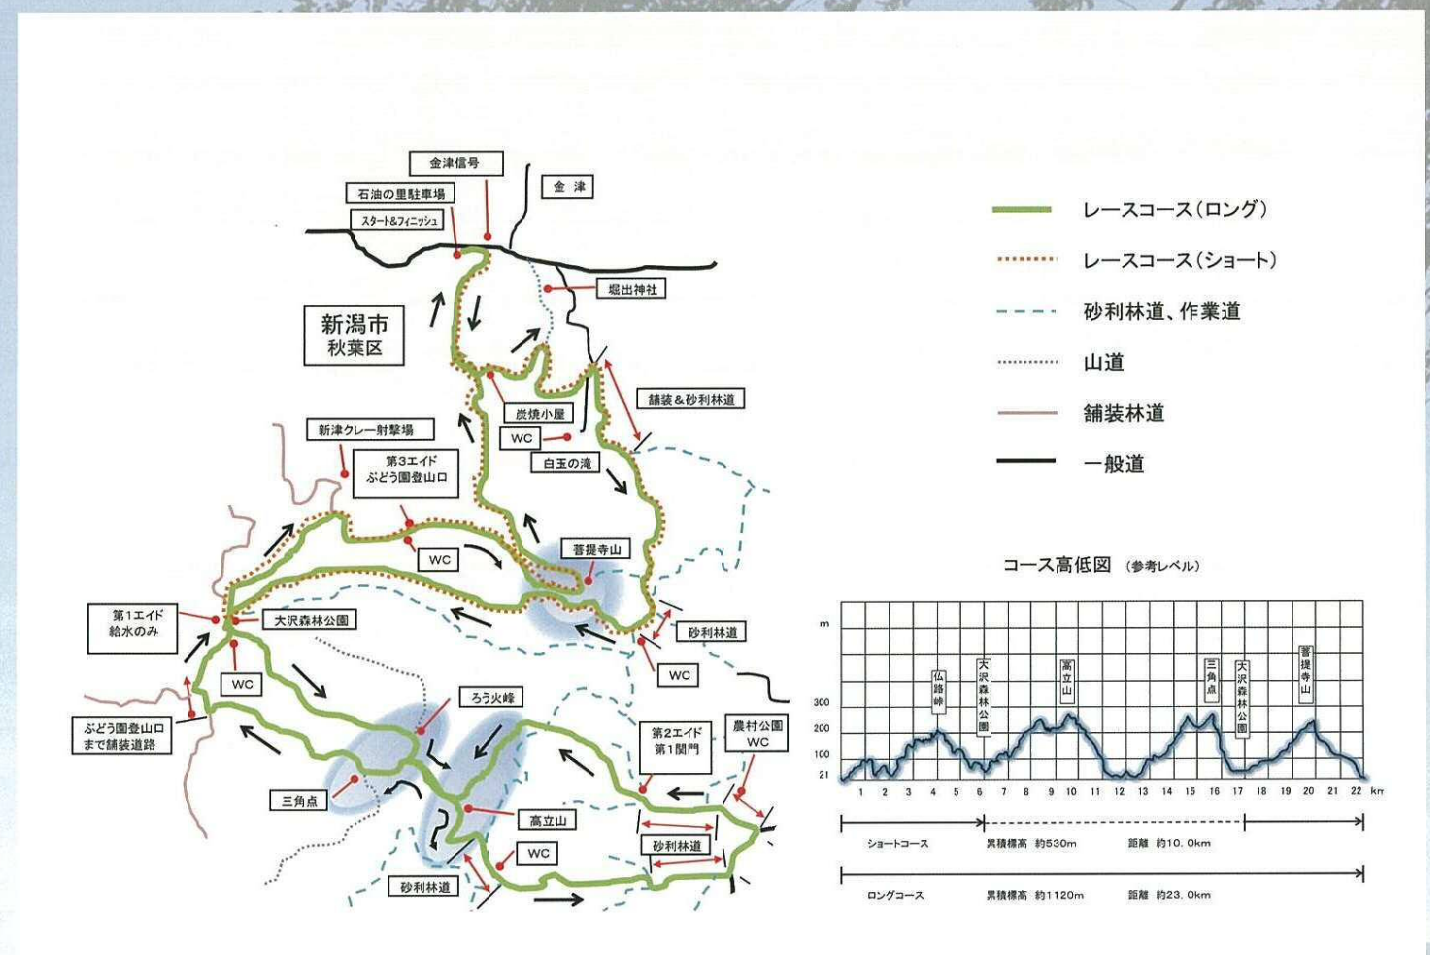 金津信号
石油の里駐車場
スタート&フィニッシュ
金 津
堀出神社
新潟市
秋葉区
舗装&砂利林道
炭焼小屋
WC
白玉の滝
新津クレー射撃場
第3エイド
ぶどう園登山口
WC
菩提寺山
第1エイド
給水のみ
大沢森林公園
砂利林道
WC
WC
ろう火峰
ぶどう園登山口
まで舗装道路
第2エイド
第1関門
農村公園
WC
三角点
高立山
WC
砂利林道
砂利林道
レースコース(ロング)
レースコース(ショート)
砂利林道、作業道
山道
舗装林道
一般道
コース高低図 (参考レベル)
m
300
200
100
21
仏路峠
大沢森林公園
高立山
三角点
大沢森林公園
菩提寺山
1 2 3 4 5 6 7 8 9 10 11 12 13 14 15 16 17 18 19 20 21 22 km
ショートコース 累積標高 約530m 距離 約10.0km
ロングコース 累積標高 約1120m 距離 約23.0km